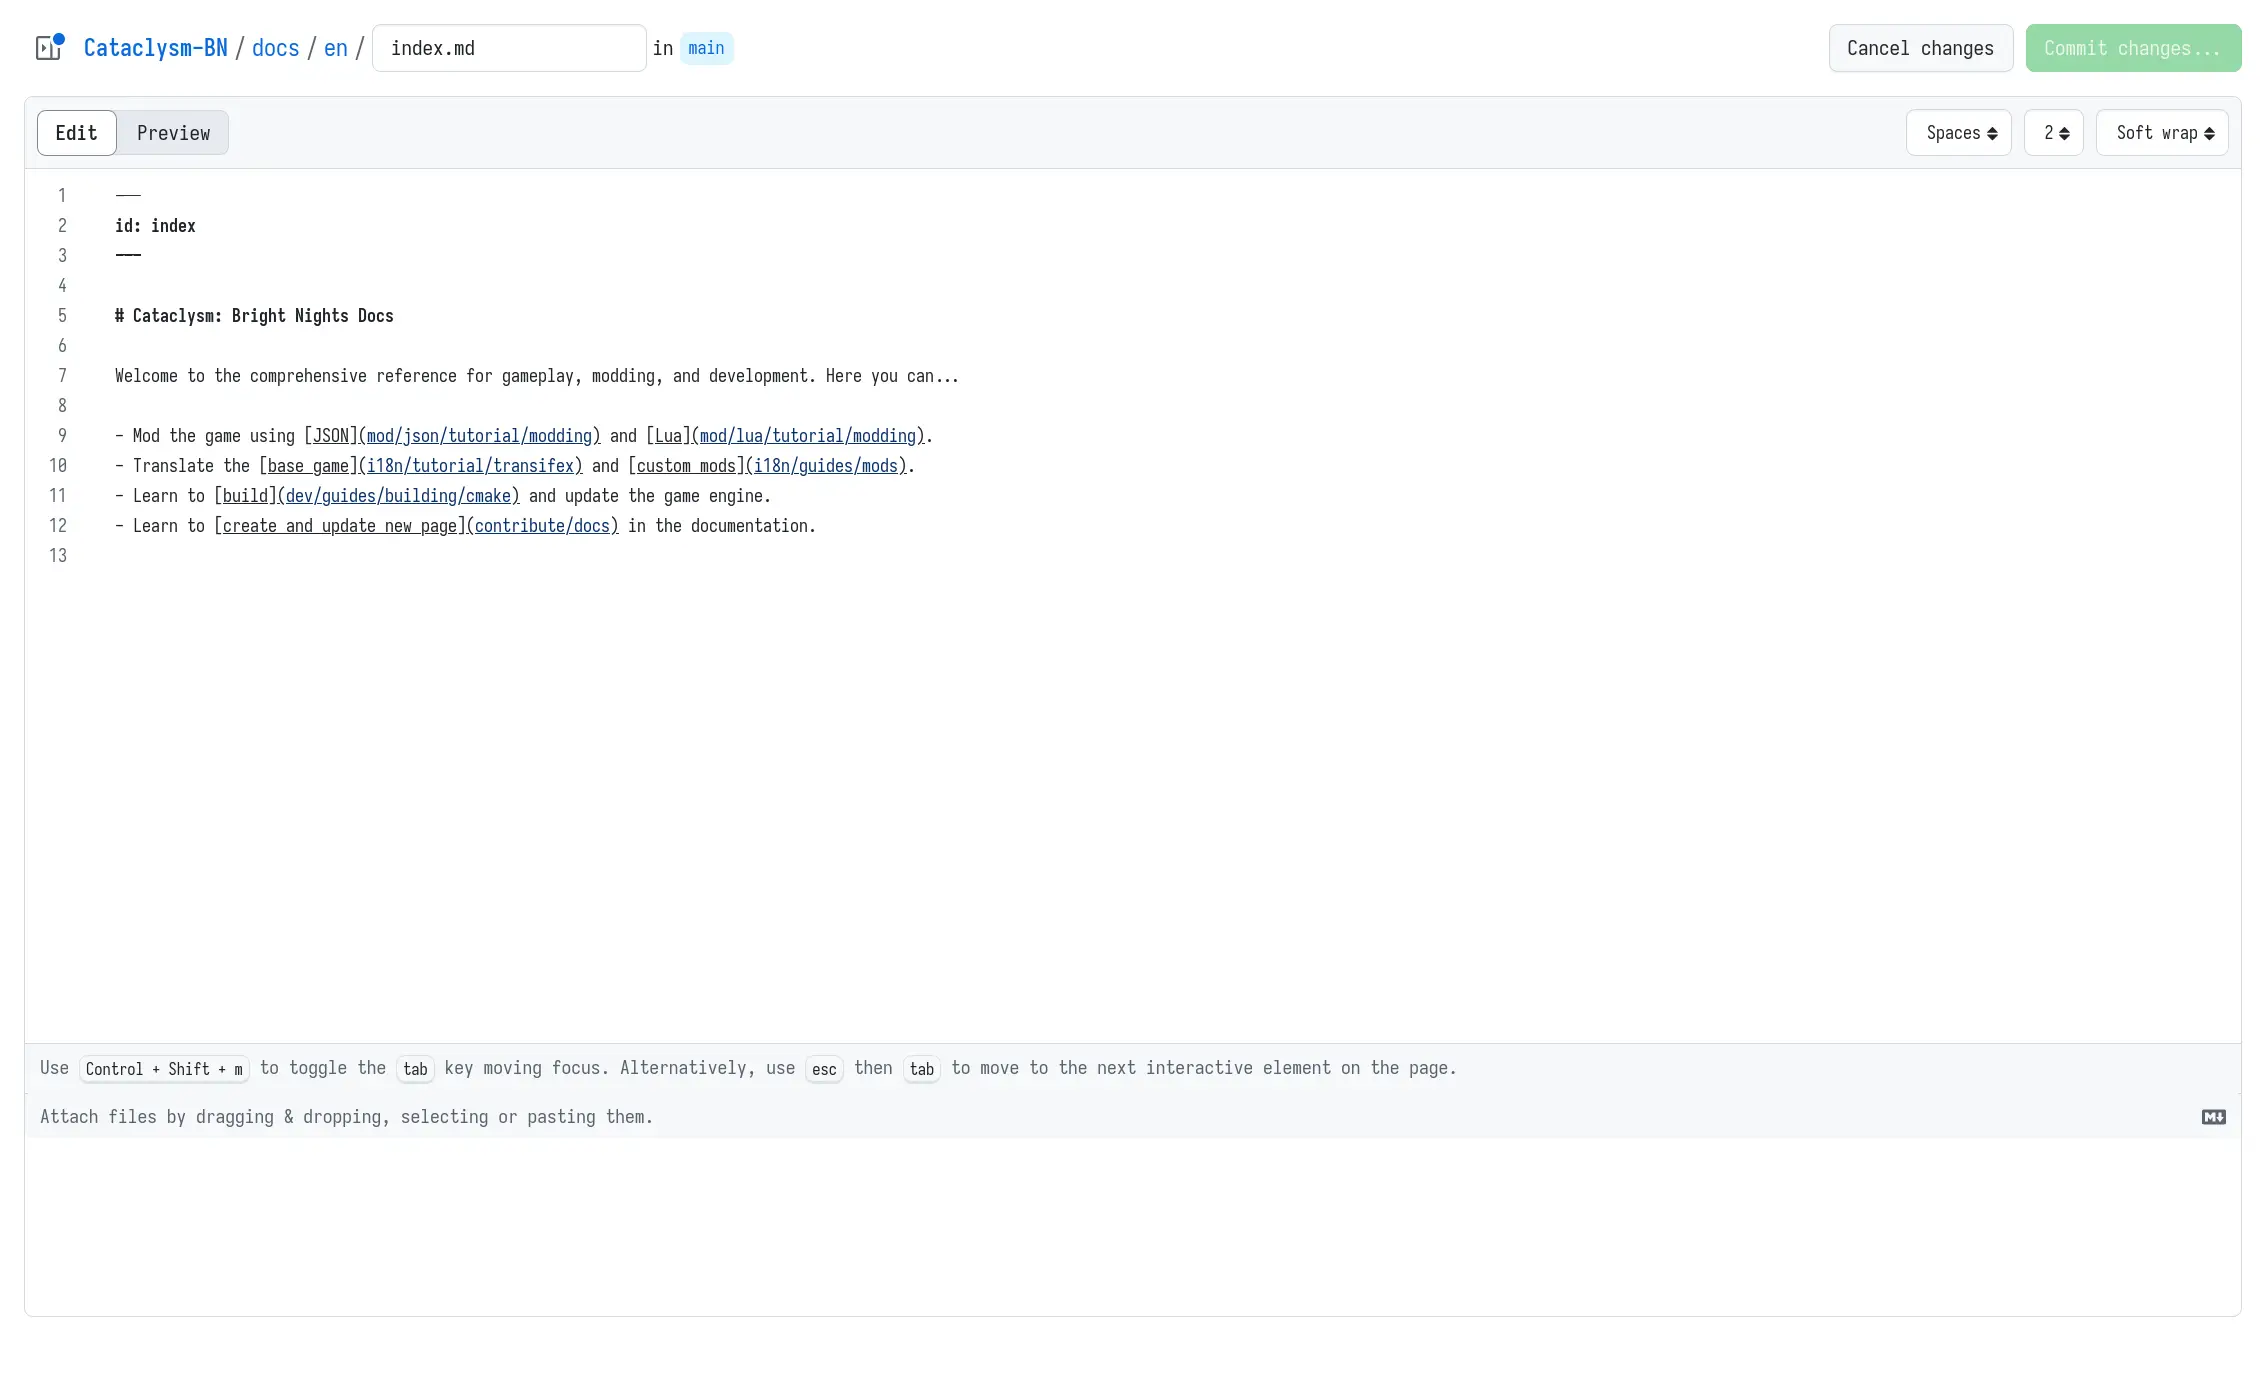 Cataclysm-BN / docs / en / index.md in main Cancel changes Commit changes...
Edit Preview Spaces 2 Soft wrap
1 ---
2 id: index
3 ---
4
5 # Cataclysm: Bright Nights Docs
6
7 Welcome to the comprehensive reference for gameplay, modding, and development. Here you can...
8
9 - Mod the game using [JSON](mod/json/tutorial/modding) and [Lua](mod/lua/tutorial/modding).
10 - Translate the [base game](i18n/tutorial/transifex) and [custom mods](i18n/guides/mods).
11 - Learn to [build](dev/guides/building/cmake) and update the game engine.
12 - Learn to [create and update new page](contribute/docs) in the documentation.
13
Use Control + Shift + m to toggle the tab key moving focus. Alternatively, use esc then tab to move to the next interactive element on the page.
Attach files by dragging & dropping, selecting or pasting them.